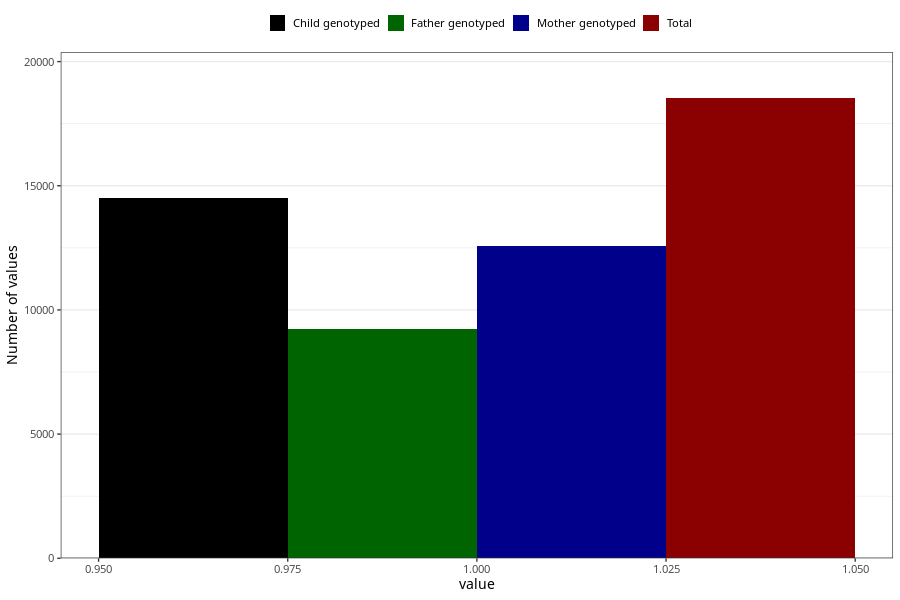 Child genotyped Father genotyped Mother genotyped Total
20000
15000
10000
5000
0
Number of values
0.950 0.975 1.000 1.025 1.050
value